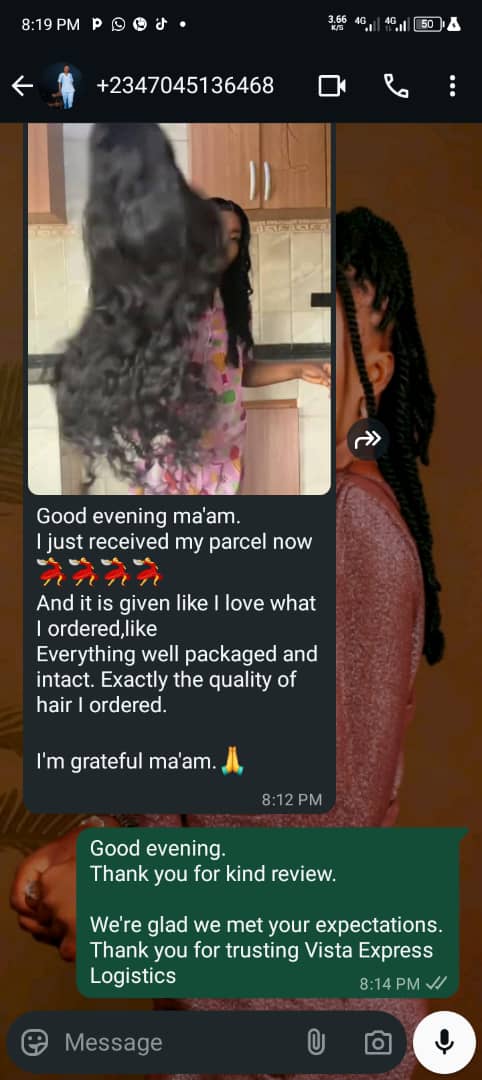 8:19 PM
3.66 K/S 4G 4G 50
+2347045136468
Good evening ma'am.
I just received my parcel now
💃💃💃💃
And it is given like I love what
I ordered,like
Everything well packaged and
intact. Exactly the quality of
hair I ordered.
I'm grateful ma'am.🙏
8:12 PM
Good evening.
Thank you for kind review.
We're glad we met your expectations.
Thank you for trusting Vista Express
Logistics
8:14 PM
Message